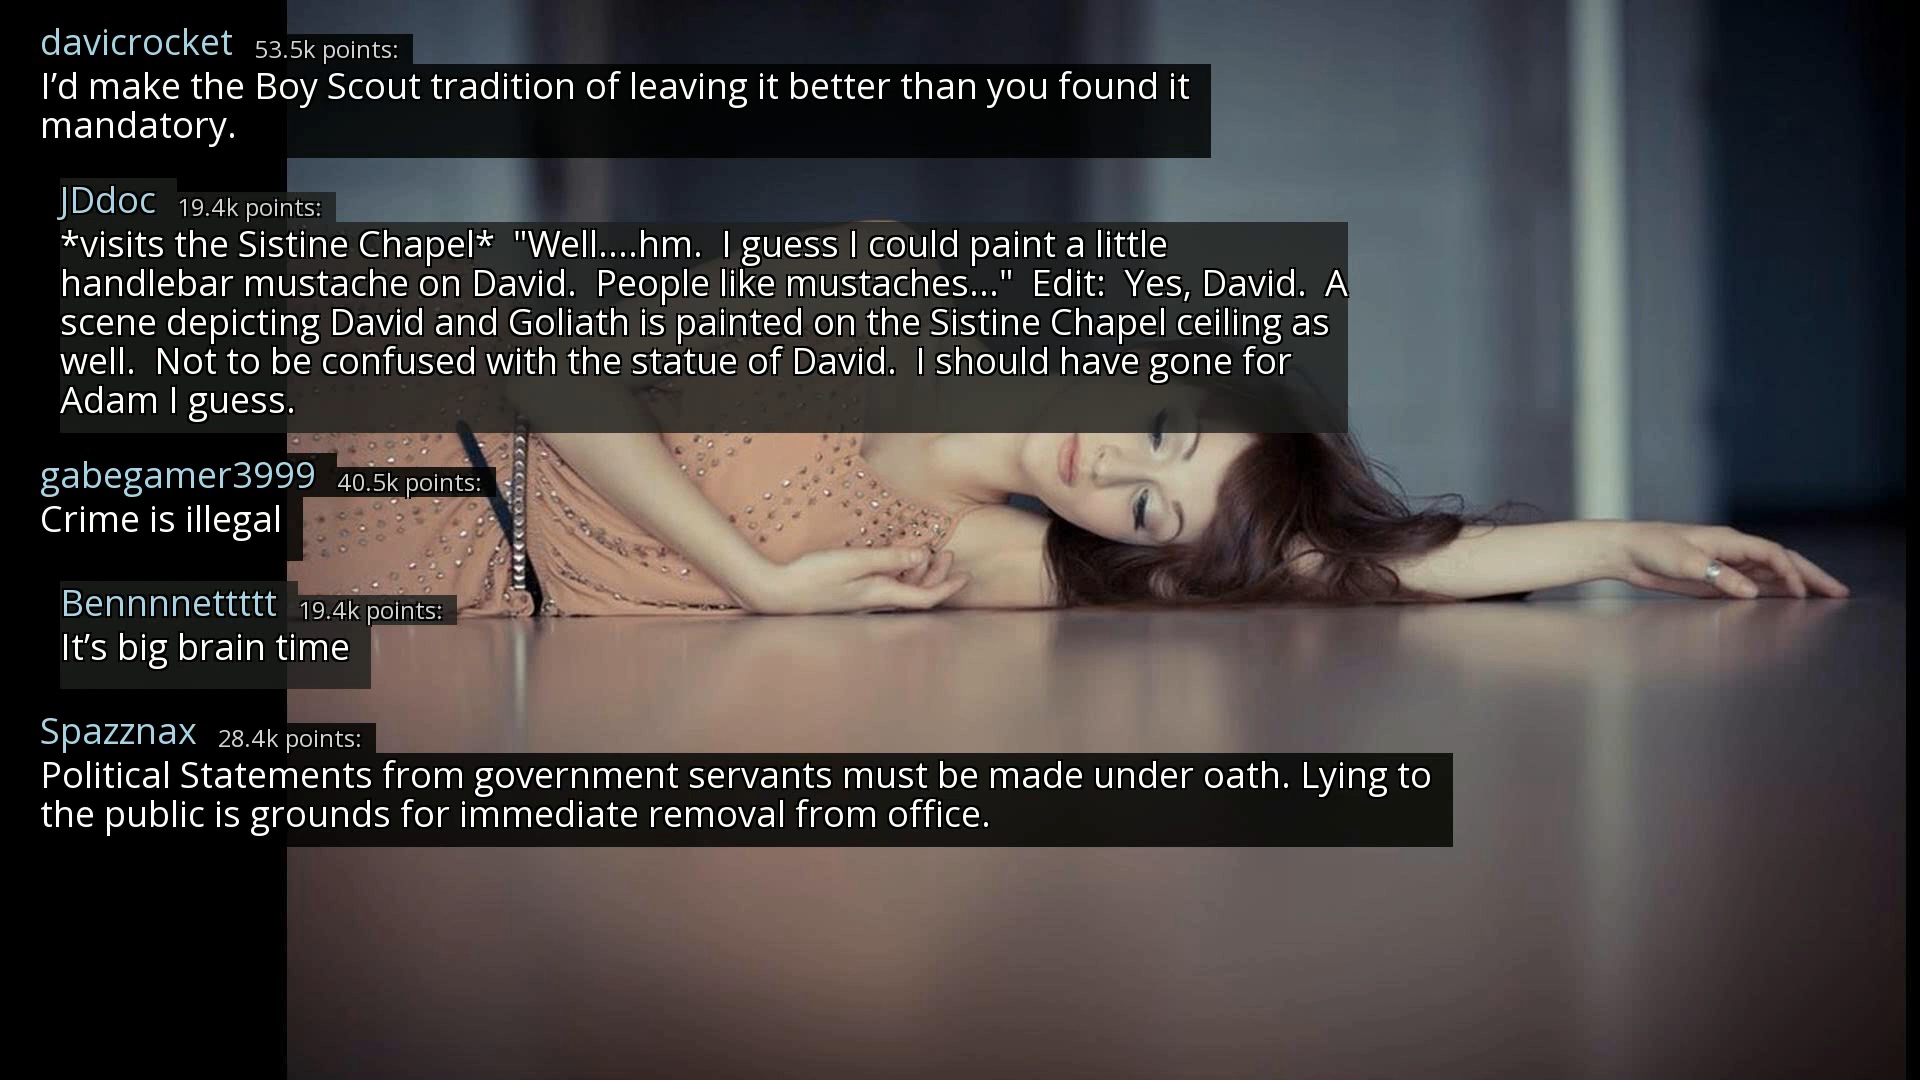 davicrocket 53.5k points:
I’d make the Boy Scout tradition of leaving it better than you found it
mandatory.
JDdoc 19.4k points:
*visits the Sistine Chapel*  "Well....hm.  I guess I could paint a little
handlebar mustache on David.  People like mustaches..."  Edit:  Yes, David.  A
scene depicting David and Goliath is painted on the Sistine Chapel ceiling as
well.  Not to be confused with the statue of David.  I should have gone for
Adam I guess.
gabegamer3999 40.5k points:
Crime is illegal
Bennnnettttt 19.4k points:
It’s big brain time
Spazznax 28.4k points:
Political Statements from government servants must be made under oath. Lying to
the public is grounds for immediate removal from office.